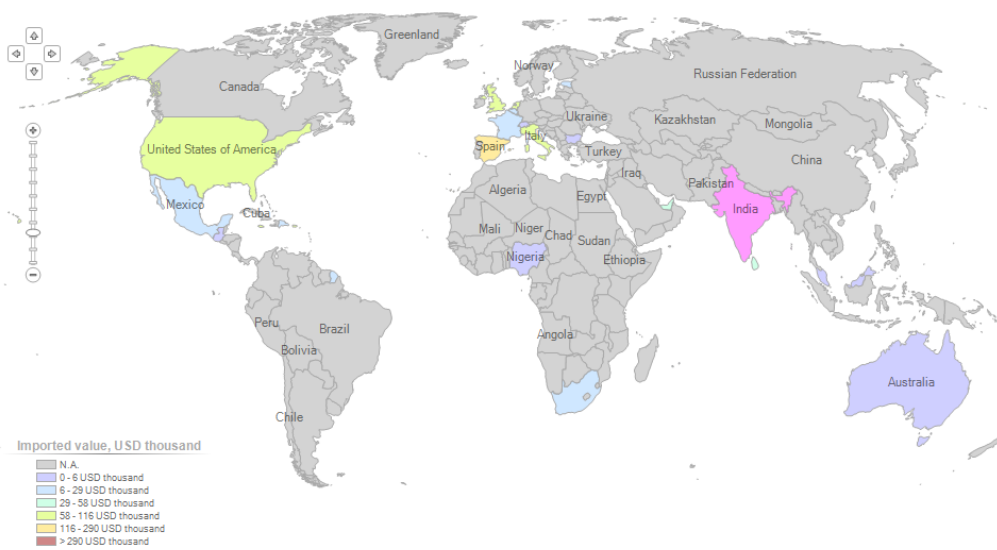 Greenland
Norway
Russian Federation
Canada
Ukraine
Kazakhstan
Mongolia
United States of America
Spain
Italy
Turkey
China
Iraq
Pakistan
Algeria
Egypt
India
Mexico
Cuba
Mali
Niger
Chad
Sudan
Nigeria
Ethiopia
Peru
Brazil
Angola
Bolivia
Australia
Chile
Imported value, USD thousand
N.A.
0 - 6 USD thousand
6 - 29 USD thousand
29 - 58 USD thousand
58 - 116 USD thousand
116 - 290 USD thousand
> 290 USD thousand